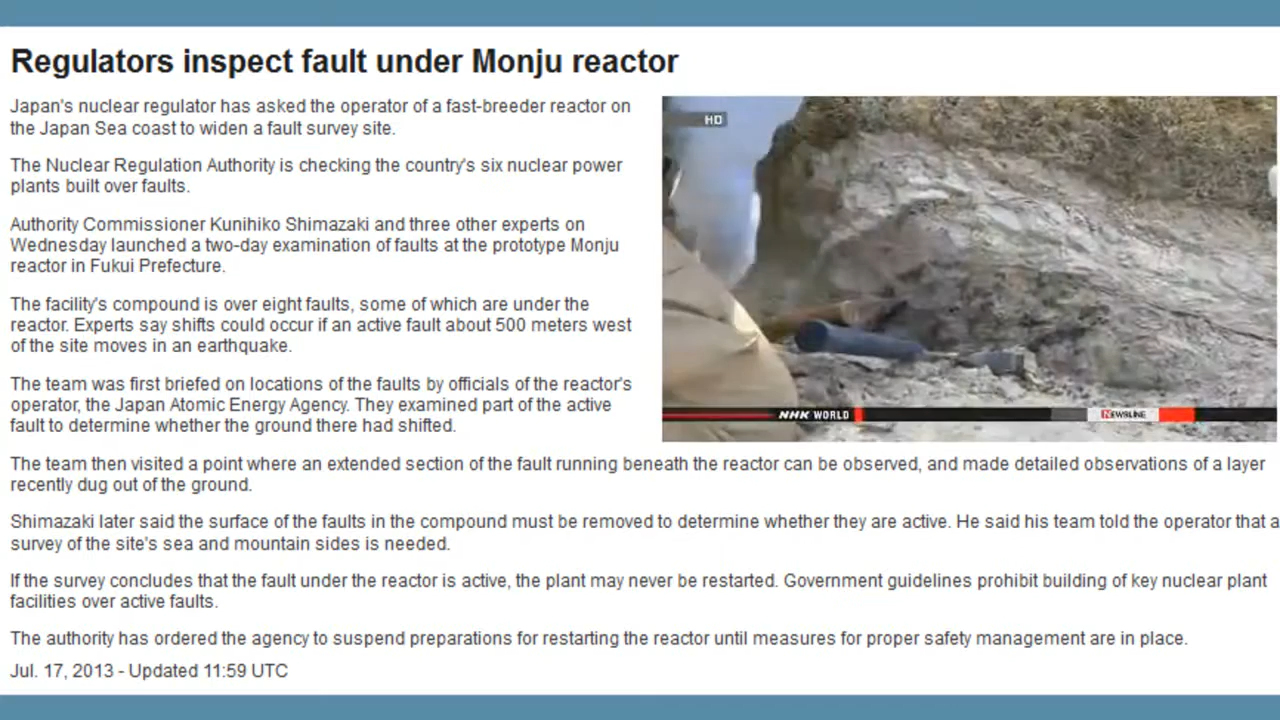 Regulators inspect fault under Monju reactor
Japan's nuclear regulator has asked the operator of a fast-breeder reactor on
the Japan Sea coast to widen a fault survey site.
The Nuclear Regulation Authority is checking the country's six nuclear power
plants built over faults.
Authority Commissioner Kunihiko Shimazaki and three other experts on
Wednesday launched a two-day examination of faults at the prototype Monju
reactor in Fukui Prefecture.
The facility's compound is over eight faults, some of which are under the
reactor. Experts say shifts could occur if an active fault about 500 meters west
of the site moves in an earthquake.
The team was first briefed on locations of the faults by officials of the reactor's
operator, the Japan Atomic Energy Agency. They examined part of the active
fault to determine whether the ground there had shifted.
HD
NHK WORLD
NEWSLINE
The team then visited a point where an extended section of the fault running beneath the reactor can be observed, and made detailed observations of a layer
recently dug out of the ground.
Shimazaki later said the surface of the faults in the compound must be removed to determine whether they are active. He said his team told the operator that a
survey of the site's sea and mountain sides is needed.
If the survey concludes that the fault under the reactor is active, the plant may never be restarted. Government guidelines prohibit building of key nuclear plant
facilities over active faults.
The authority has ordered the agency to suspend preparations for restarting the reactor until measures for proper safety management are in place.
Jul. 17, 2013 - Updated 11:59 UTC